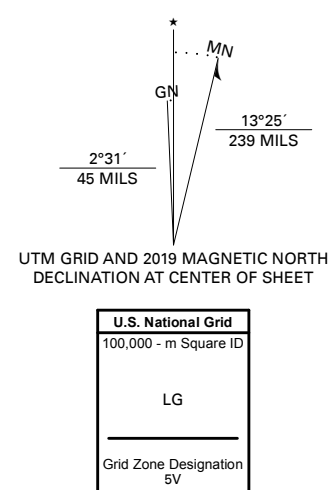 ★
MN
GN
13°25´
239 MILS
2°31´
45 MILS
UTM GRID AND 2019 MAGNETIC NORTH
DECLINATION AT CENTER OF SHEET
U.S. National Grid
100,000 - m Square ID
LG
Grid Zone Designation
5V